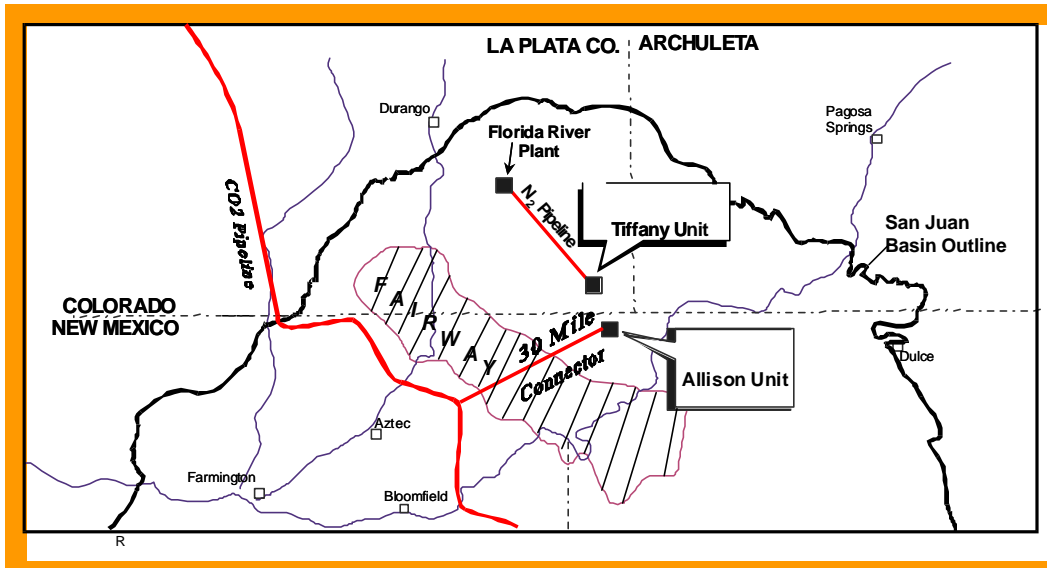 LA PLATA CO. ARCHULETA
Durango
Pagosa
Springs
Florida River
Plant
CO2 Pipeline
N2 Pipeline
Tiffany Unit
San Juan
Basin Outline
FAIRWAY
COLORADO
NEW MEXICO
30 Mile
Connector
Dulce
Allison Unit
Aztec
Farmington
Bloomfield
R